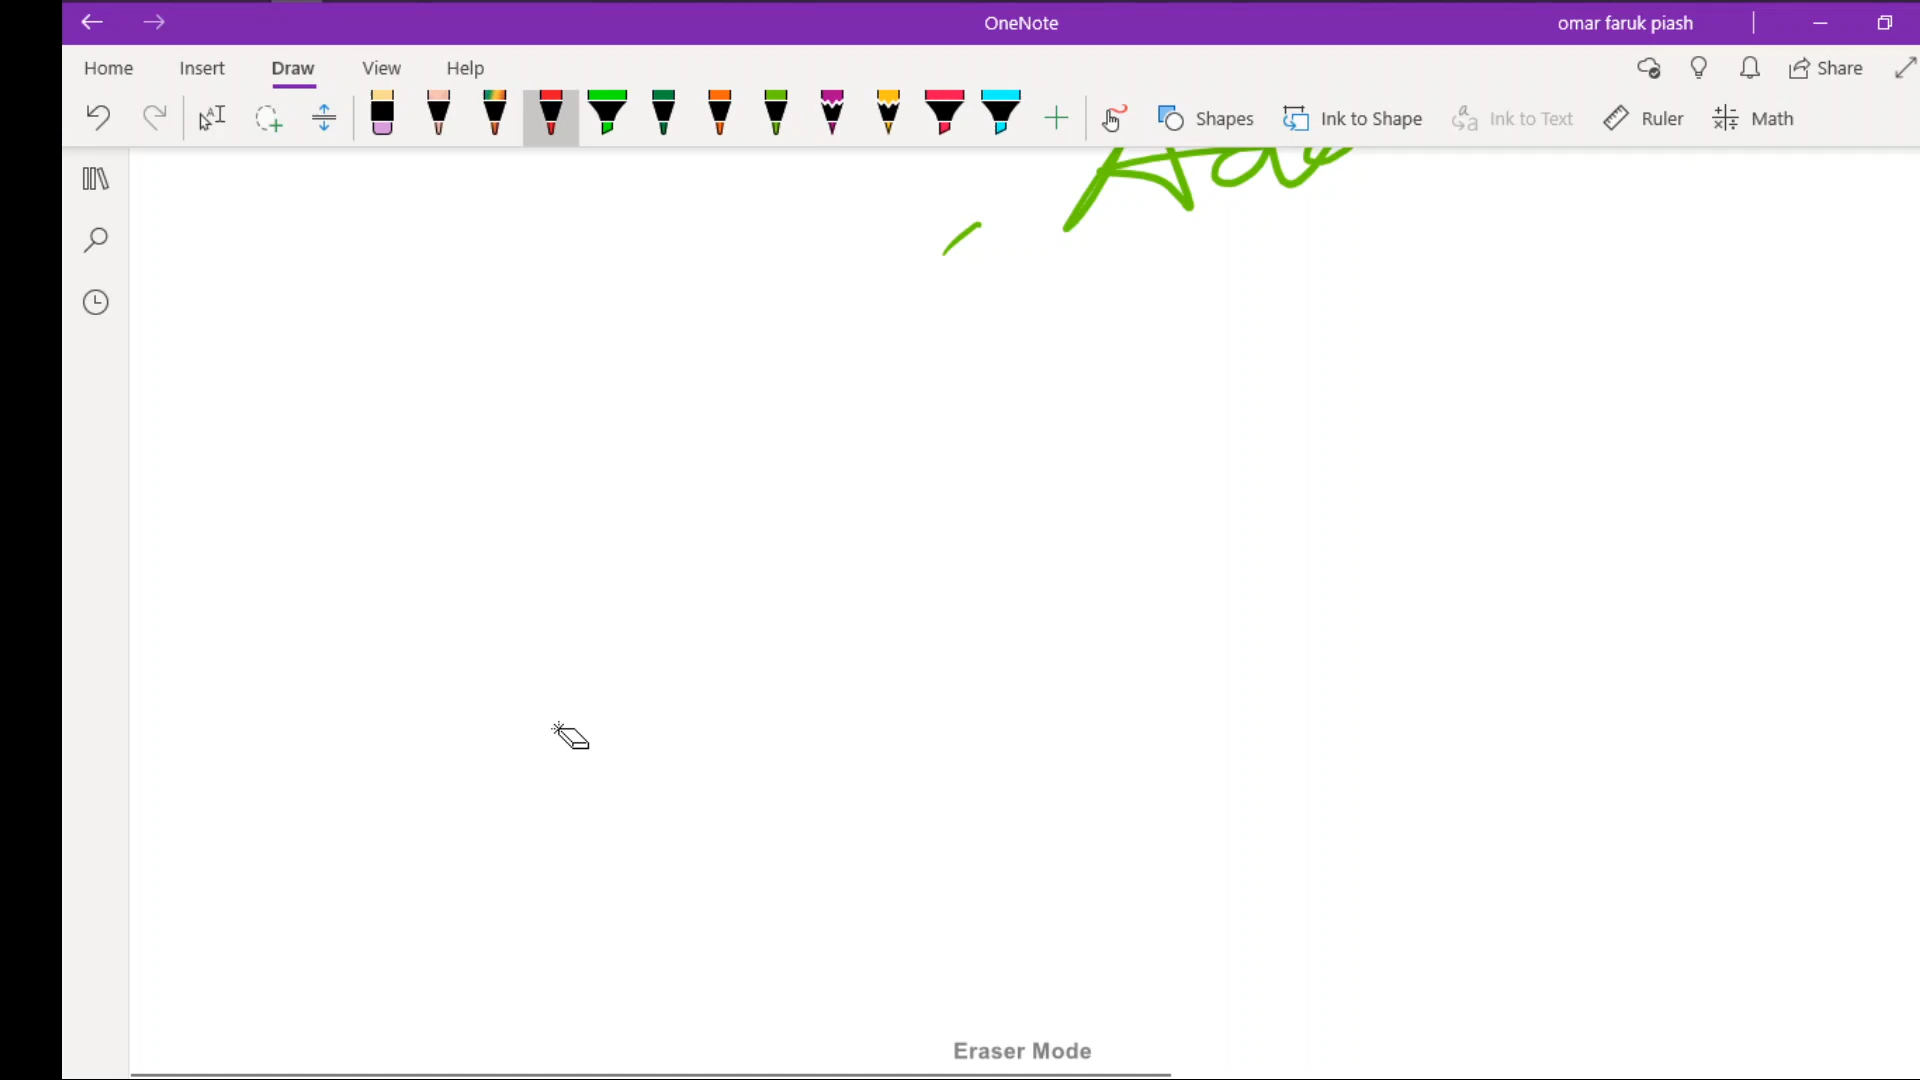 OneNote
omar faruk piash
Home Insert Draw View Help
Share
Shapes Ink to Shape Ink to Text Ruler Math
Eraser Mode